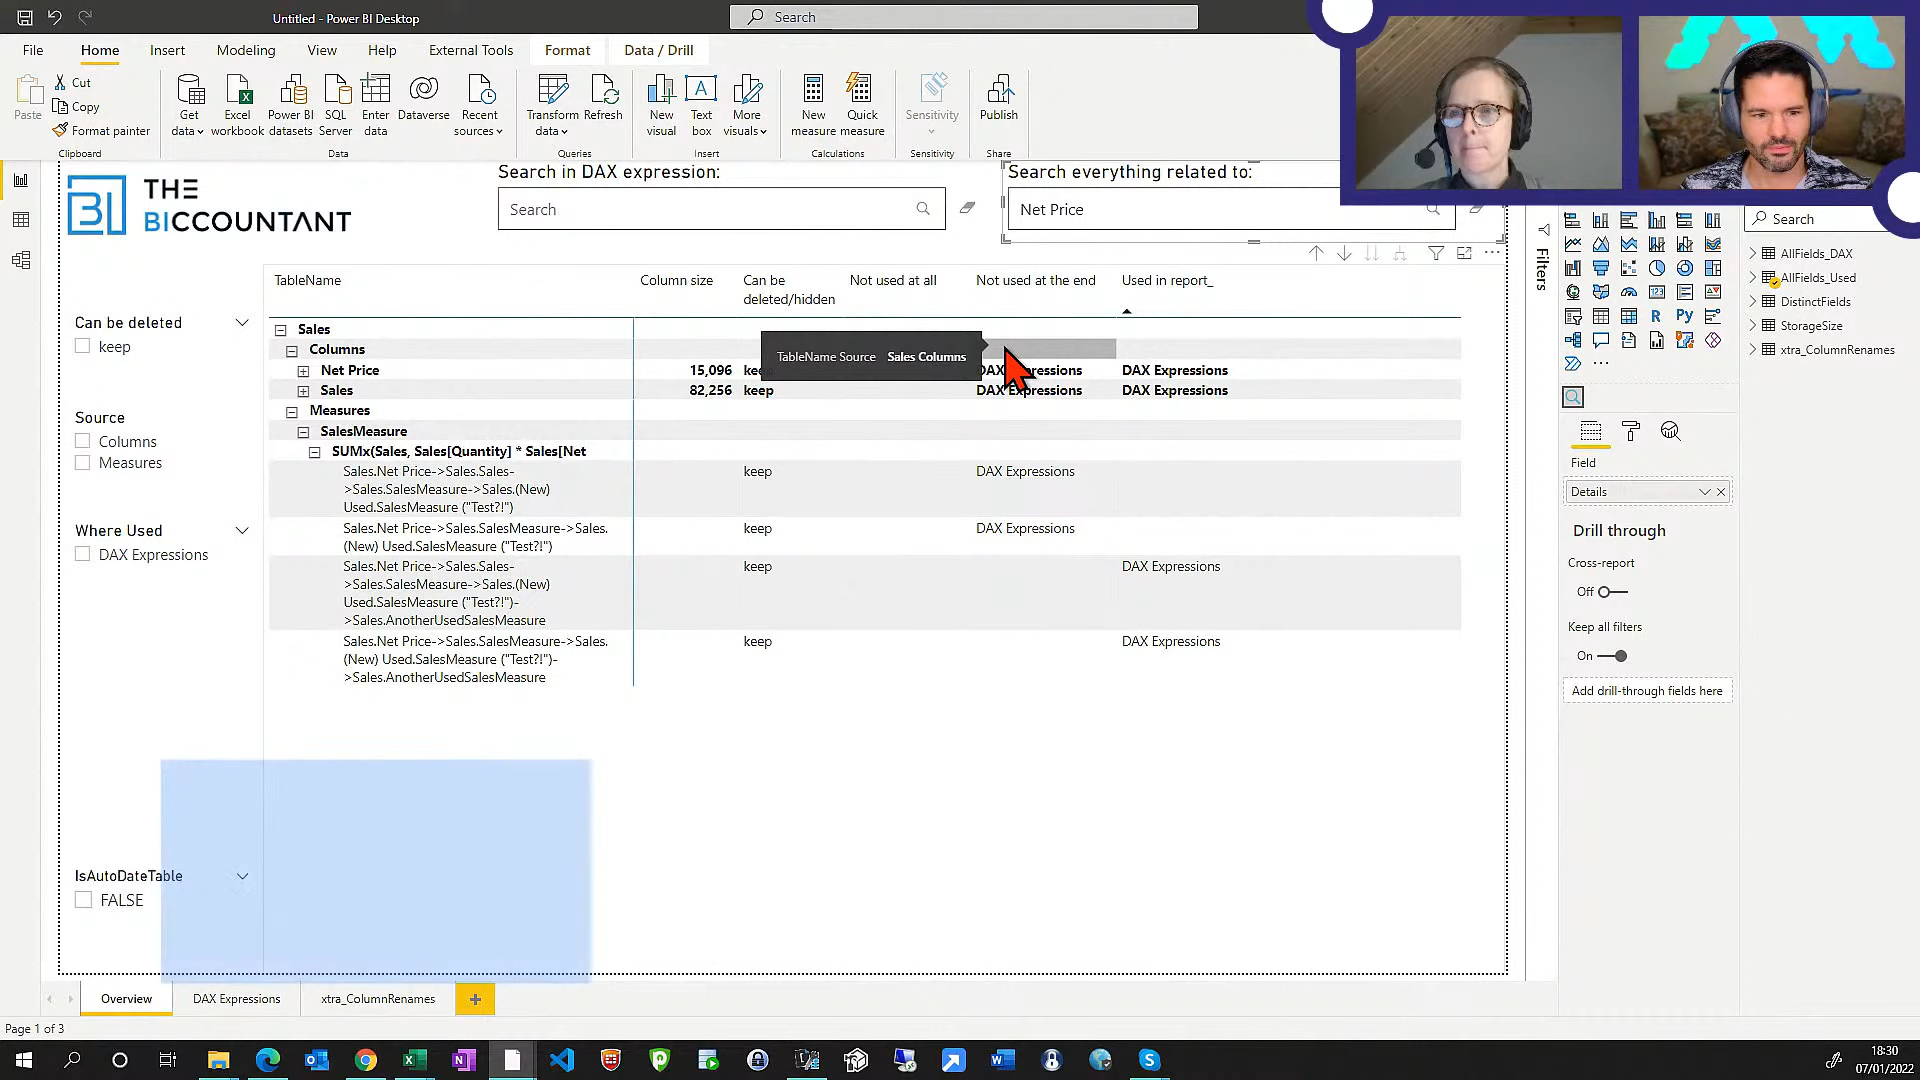 Untitled - Power BI Desktop
Search
File
Home
Insert
Modeling
View
Help
External Tools
Format
Data / Drill
Paste
Cut
Copy
Format painter
Clipboard
Get data
Excel workbook
Power BI datasets
SQL Server
Enter data
Dataverse
Recent sources
Data
Transform data
Refresh
Queries
New visual
Text box
More visuals
Insert
New measure
Quick measure
Calculations
Sensitivity
Sensitivity
Publish
Share
THE
BICCOUNTANT
Search in DAX expression:
Search
Search everything related to:
Net Price
Can be deleted
keep
Source
Columns
Measures
Where Used
DAX Expressions
IsAutoDateTable
FALSE
TableName
Column size
Can be deleted/hidden
Not used at all
Not used at the end
Used in report_
Sales
Columns
TableName Source Sales Columns
Net Price 15,096 DAX Expressions
Sales 82,256 keep DAX Expressions DAX Expressions
Measures
SalesMeasure
SUMx(Sales, Sales[Quantity] * Sales[Net
Sales.Net Price->Sales.Sales- keep DAX Expressions
>Sales.SalesMeasure->Sales.(New)
Used.SalesMeasure ("Test?!")
Sales.Net Price->Sales.SalesMeasure->Sales. keep DAX Expressions
(New) Used.SalesMeasure ("Test?!")
Sales.Net Price->Sales.Sales- keep DAX Expressions
>Sales.SalesMeasure->Sales.(New)
Used.SalesMeasure ("Test?!")-
>Sales.AnotherUsedSalesMeasure
Sales.Net Price->Sales.SalesMeasure->Sales. keep DAX Expressions
(New) Used.SalesMeasure ("Test?!")-
>Sales.AnotherUsedSalesMeasure
Filters
Field
Details
Drill through
Cross-report
Off
Keep all filters
On
Add drill-through fields here
Search
AllFields_DAX
AllFields_Used
DistinctFields
StorageSize
xtra_ColumnRenames
Overview
DAX Expressions
xtra_ColumnRenames
Page 1 of 3
18:30
07/01/2022